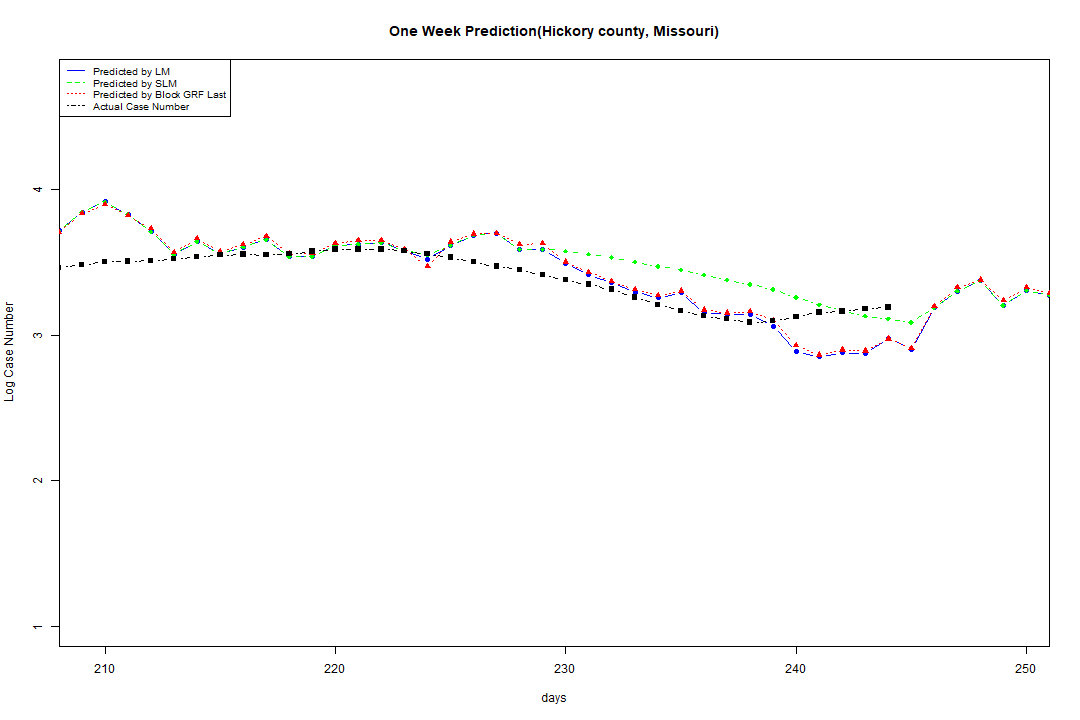 One Week Prediction(Hickory county, Missouri)
Predicted by LM
Predicted by SLM
Predicted by Block GRF Last
Actual Case Number
4
3
2
1
Log Case Number
210 220 230 240 250
days